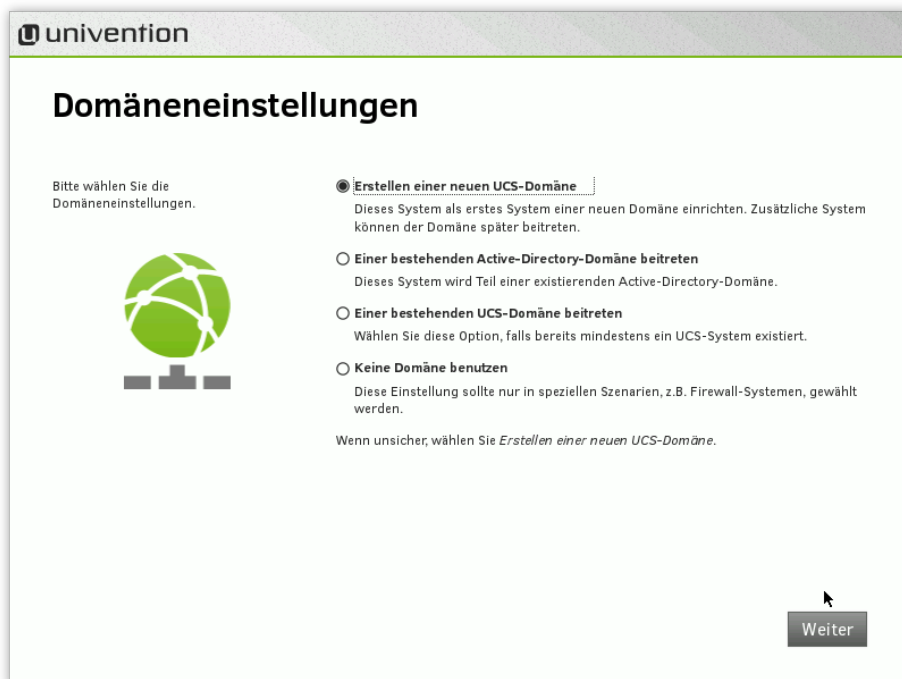 univention
Domäneneinstellungen
Bitte wählen Sie die
Domäneneinstellungen.
Erstellen einer neuen UCS-Domäne
Dieses System als erstes System einer neuen Domäne einrichten. Zusätzliche System
können der Domäne später beitreten.
Einer bestehenden Active-Directory-Domäne beitreten
Dieses System wird Teil einer existierenden Active-Directory-Domäne.
Einer bestehenden UCS-Domäne beitreten
Wählen Sie diese Option, falls bereits mindestens ein UCS-System existiert.
Keine Domäne benutzen
Diese Einstellung sollte nur in speziellen Szenarien, z.B. Firewall-Systemen, gewählt
werden.
Wenn unsicher, wählen Sie Erstellen einer neuen UCS-Domäne.
Weiter